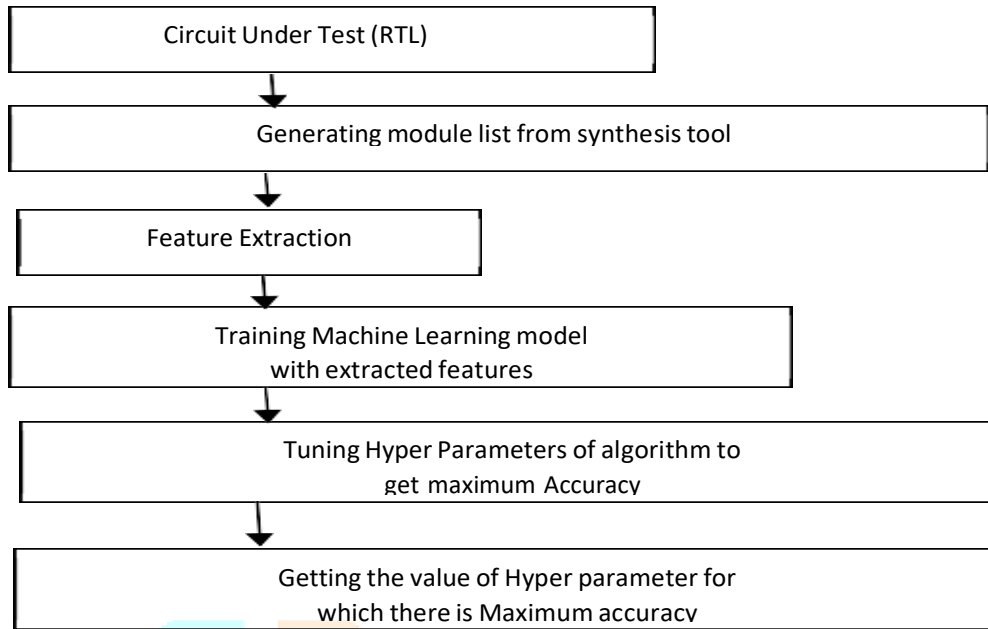 Circuit Under Test (RTL)
Generating module list from synthesis tool
Feature Extraction
Training Machine Learning model
with extracted features
Tuning Hyper Parameters of algorithm to
get maximum Accuracy
Getting the value of Hyper parameter for
which there is Maximum accuracy